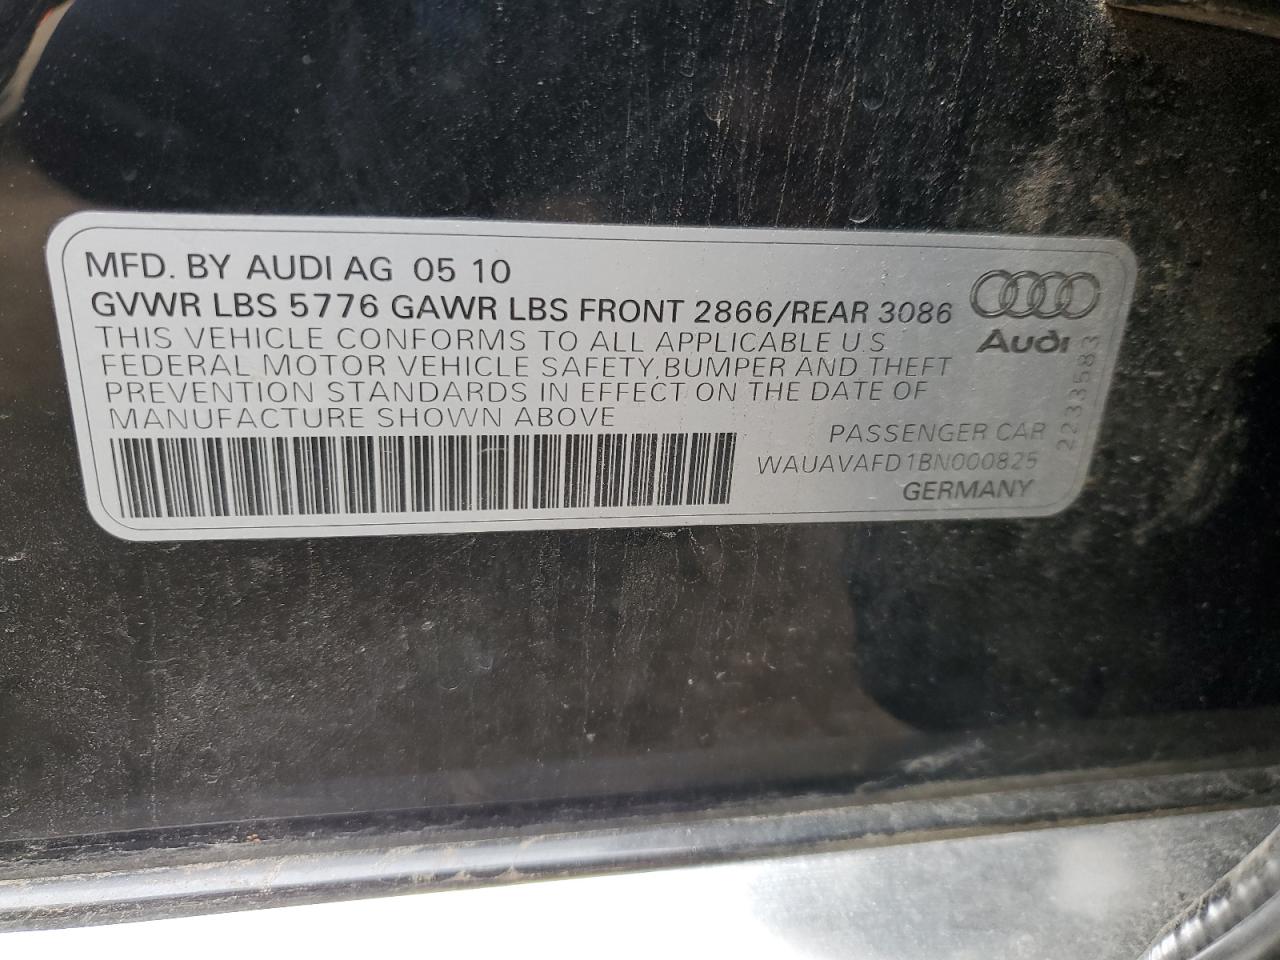 MFD. BY AUDI AG 05 10
GVWR LBS 5776 GAWR LBS FRONT 2866/REAR 3086
THIS VEHICLE CONFORMS TO ALL APPLICABLE U.S
FEDERAL MOTOR VEHICLE SAFETY, BUMPER AND THEFT
PREVENTION STANDARDS IN EFFECT ON THE DATE OF
MANUFACTURE SHOWN ABOVE
PASSENGER CAR
WAUAVAFD1BN000825
GERMANY
Audi
22335583